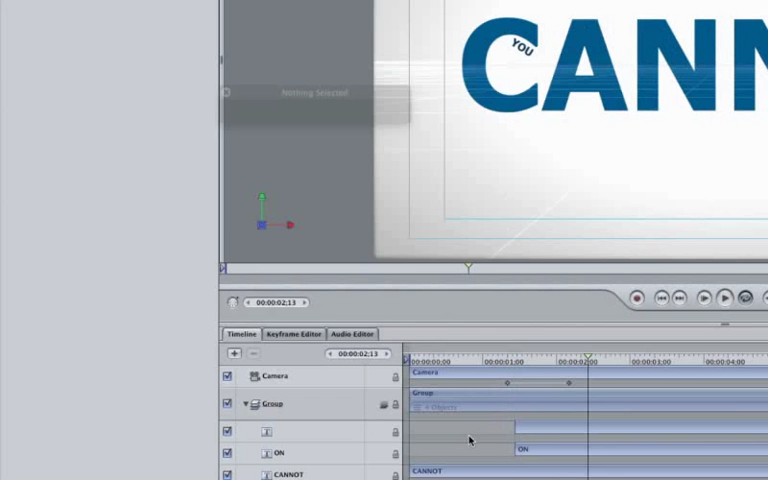 YOU
CANN
Nothing Selected
00:00:02;13
Timeline
Keyframe Editor
Audio Editor
00:00:02;13
00:00:00;00
00:00:01;00
00:00:02;00
00:00:03;00
00:00:04;00
Camera
Camera
Group
Group
4 Objects
ON
ON
CANNOT
CANNOT